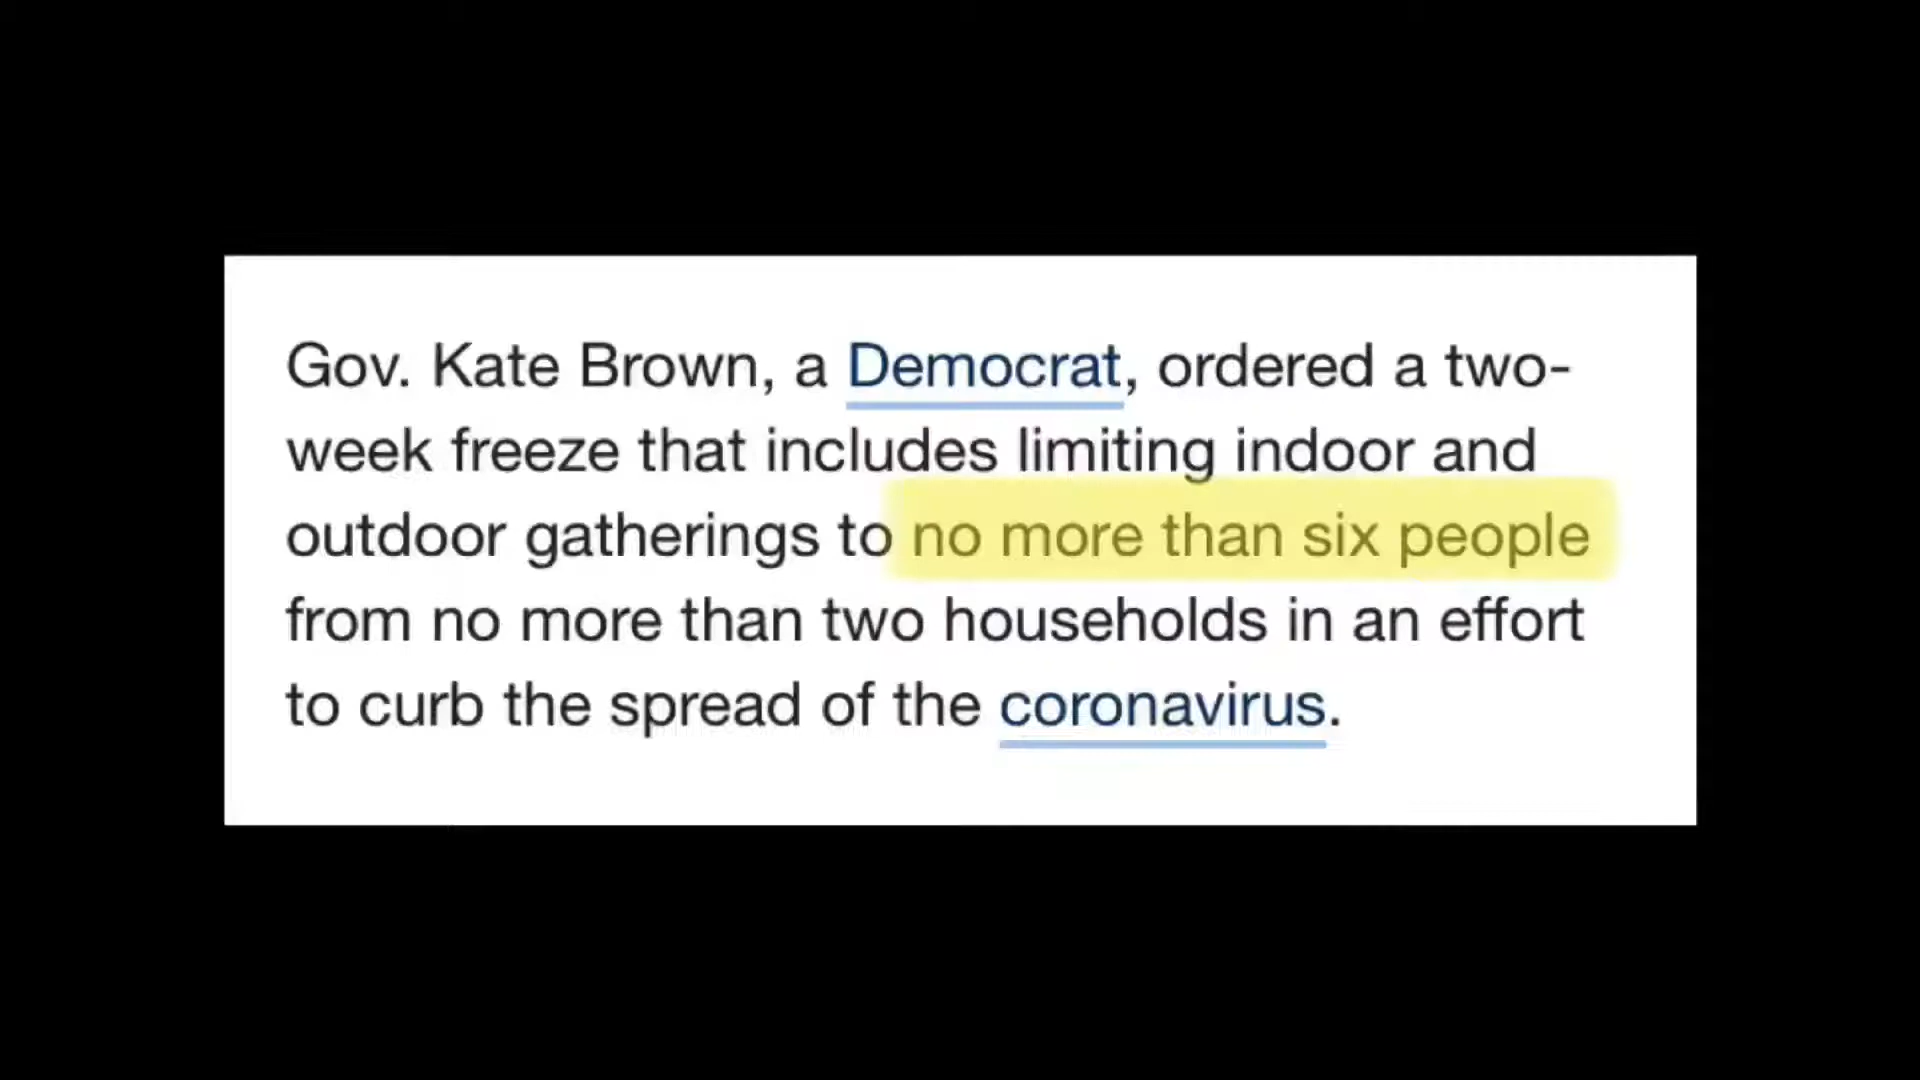 Gov. Kate Brown, a Democrat, ordered a two-
week freeze that includes limiting indoor and
outdoor gatherings to no more than six people
from no more than two households in an effort
to curb the spread of the coronavirus.